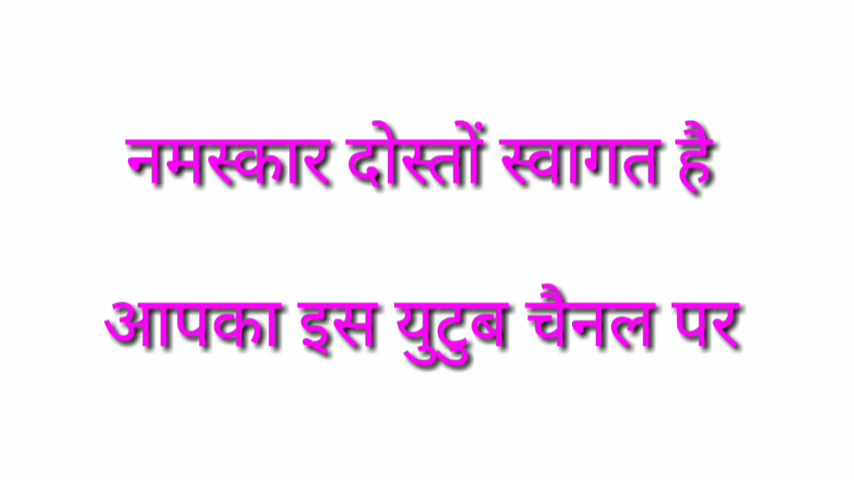 नमस्कार दोस्तों स्वागत है
आपका इस युटुब चैनल पर